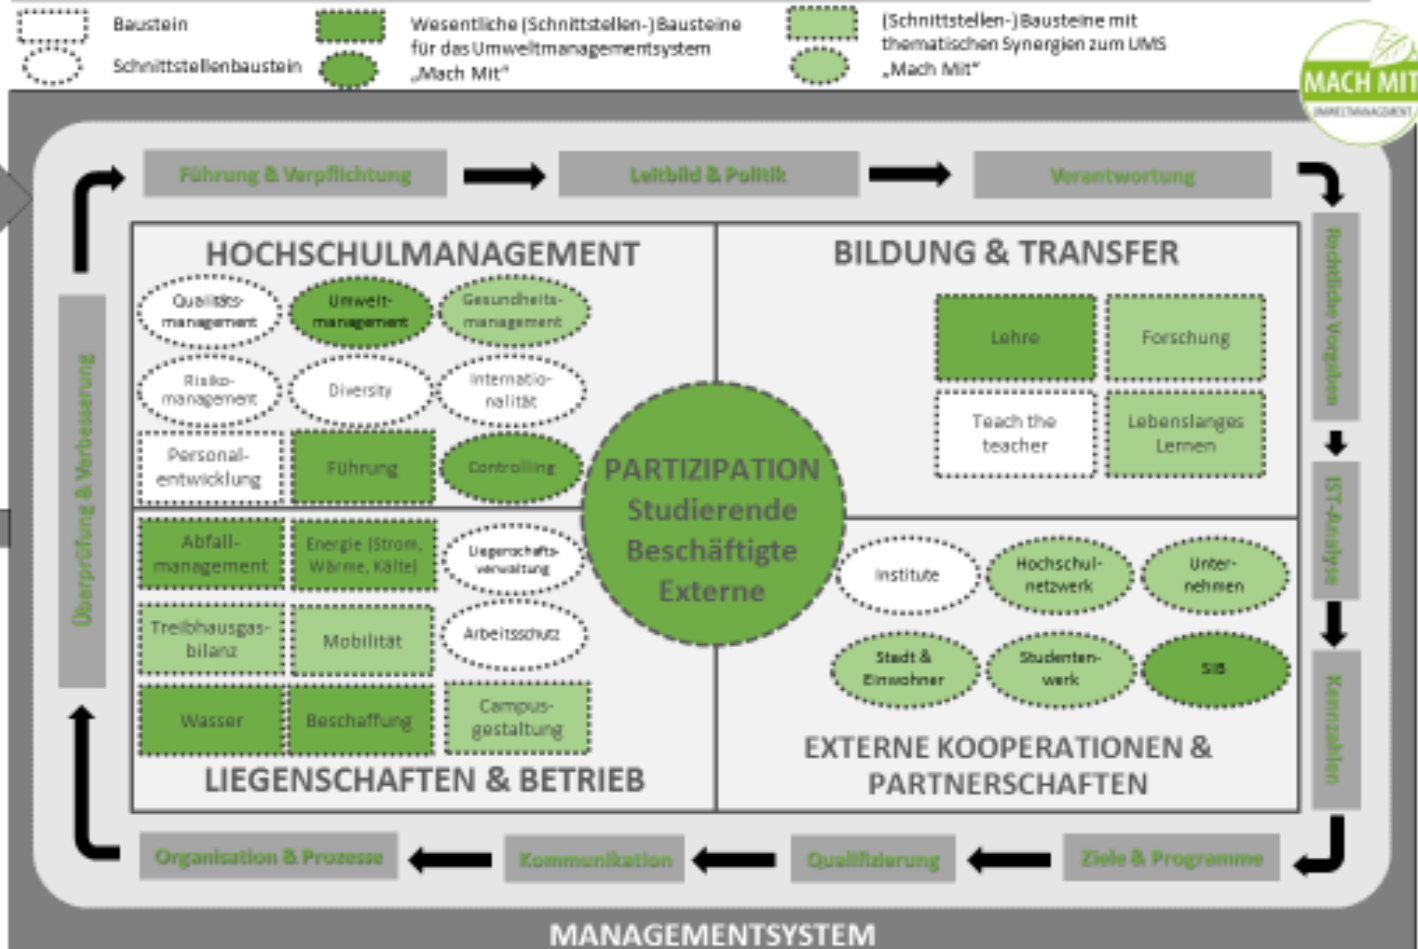 Baustein
Schnittstellenbaustein
Wesentliche (Schnittstellen-) Bausteine
für das Umweltmanagementsystem
„Mach Mit"
(Schnittstellen-) Bausteine mit
thematischen Synergien zum UMS
„Mach Mit"
MACH MIT
UMWELTMANAGEMENT
Führung & Verpflichtung
Leitbild & Politik
Verantwortung
Rechtliche Vorgaben
IST-Analyse
Kennzahlen
Ziele & Programme
Qualifizierung
Kommunikation
Organisation & Prozesse
Überprüfung & Verbesserung
HOCHSCHULMANAGEMENT
Qualitäts-
management
Umwelt-
management
Gesundheits-
management
Risiko-
management
Diversity
Internatio-
nalität
Personal-
entwicklung
Führung
Controlling
BILDUNG & TRANSFER
Lehre
Forschung
Teach the
teacher
Lebenslanges
Lernen
PARTIZIPATION
Studierende
Beschäftigte
Externe
Abfall-
management
Energie (Strom,
Wärme, Kälte)
Liegenschafts-
verwaltung
Treibhausgas-
bilanz
Mobilität
Arbeitsschutz
Wasser
Beschaffung
Campus-
gestaltung
LIEGENSCHAFTEN & BETRIEB
Institute
Hochschul-
netzwerk
Unter-
nehmen
Stadt &
Einwohner
Studenten-
werk
SIB
EXTERNE KOOPERATIONEN &
PARTNERSCHAFTEN
MANAGEMENTSYSTEM